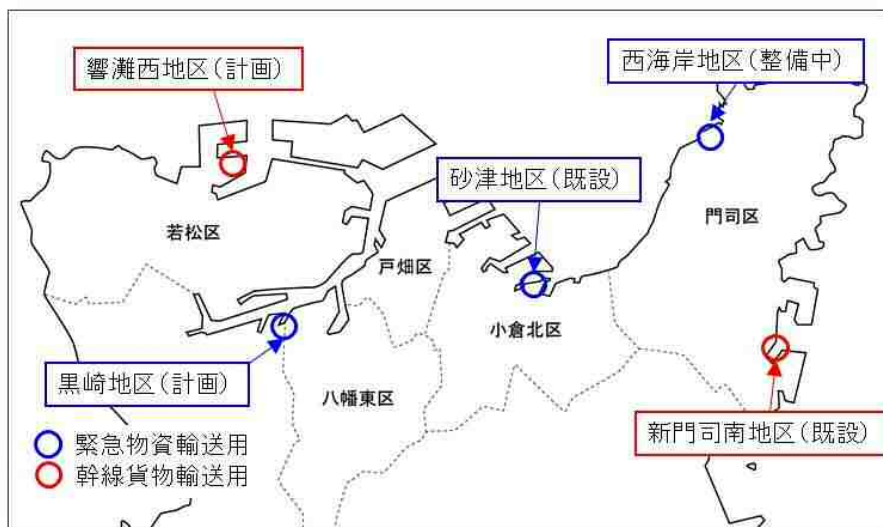 響灘西地区(計画)
西海岸地区(整備中)
砂津地区(既設)
門司区
若松区
戸畑区
小倉北区
黒崎地区(計画)
八幡東区
新門司南地区(既設)
緊急物資輸送用
幹線貨物輸送用